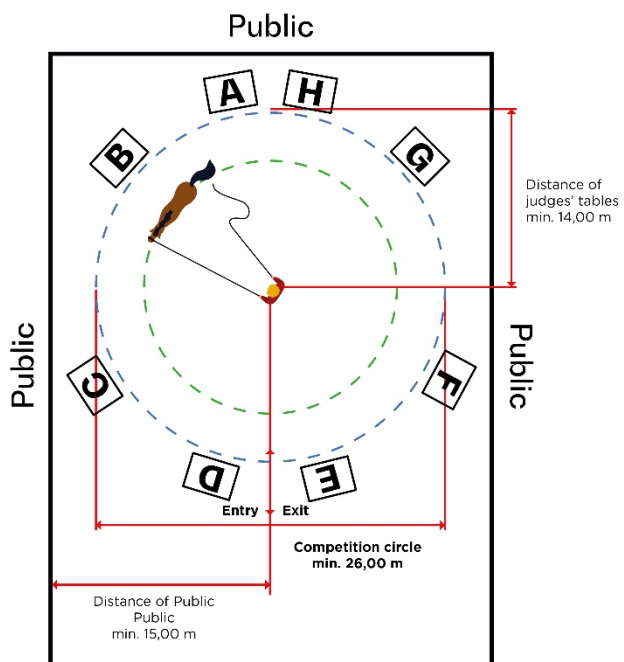 Public
A
H
B
G
Distance of
judges' tables
min. 14,00 m
Public
Public
C
F
D
E
Entry
Exit
Competition circle
min. 26,00 m
Distance of Public
Public
min. 15,00 m